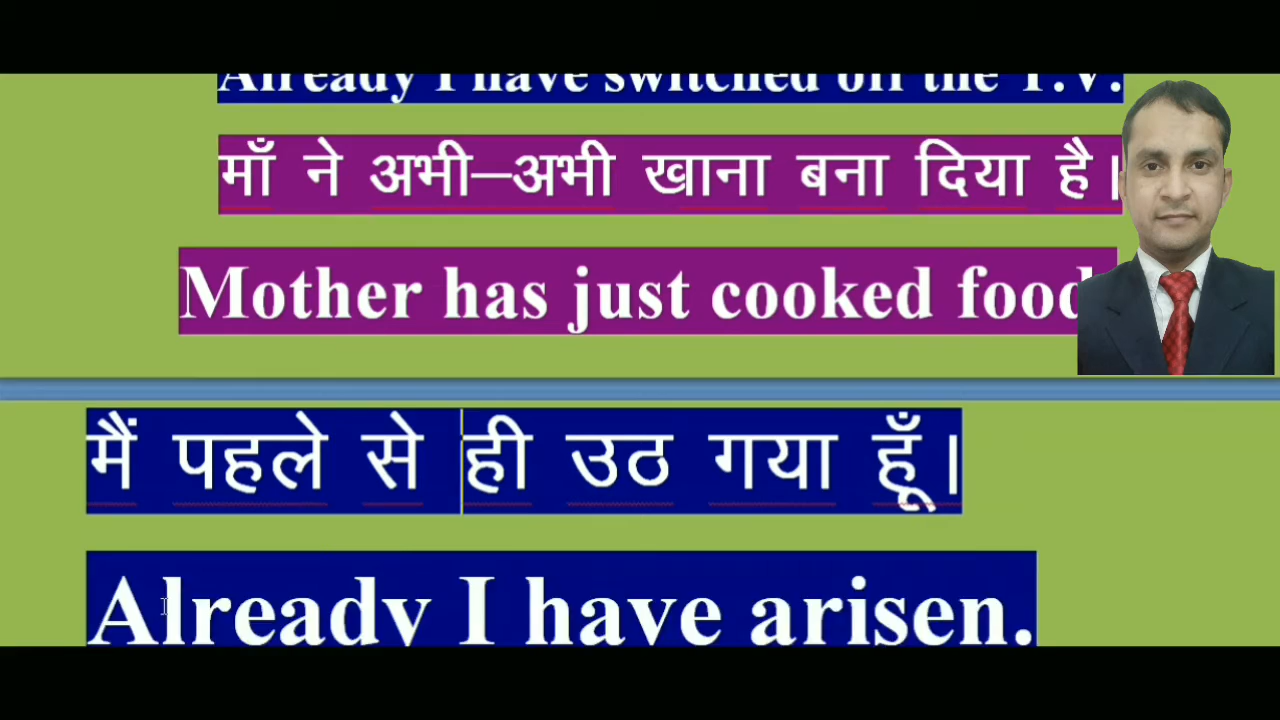 Already I have switched off the T.V.
माँ ने अभी–अभी खाना बना दिया है।
Mother has just cooked food
मैं पहले से ही उठ गया हूँ।
Already I have arisen.